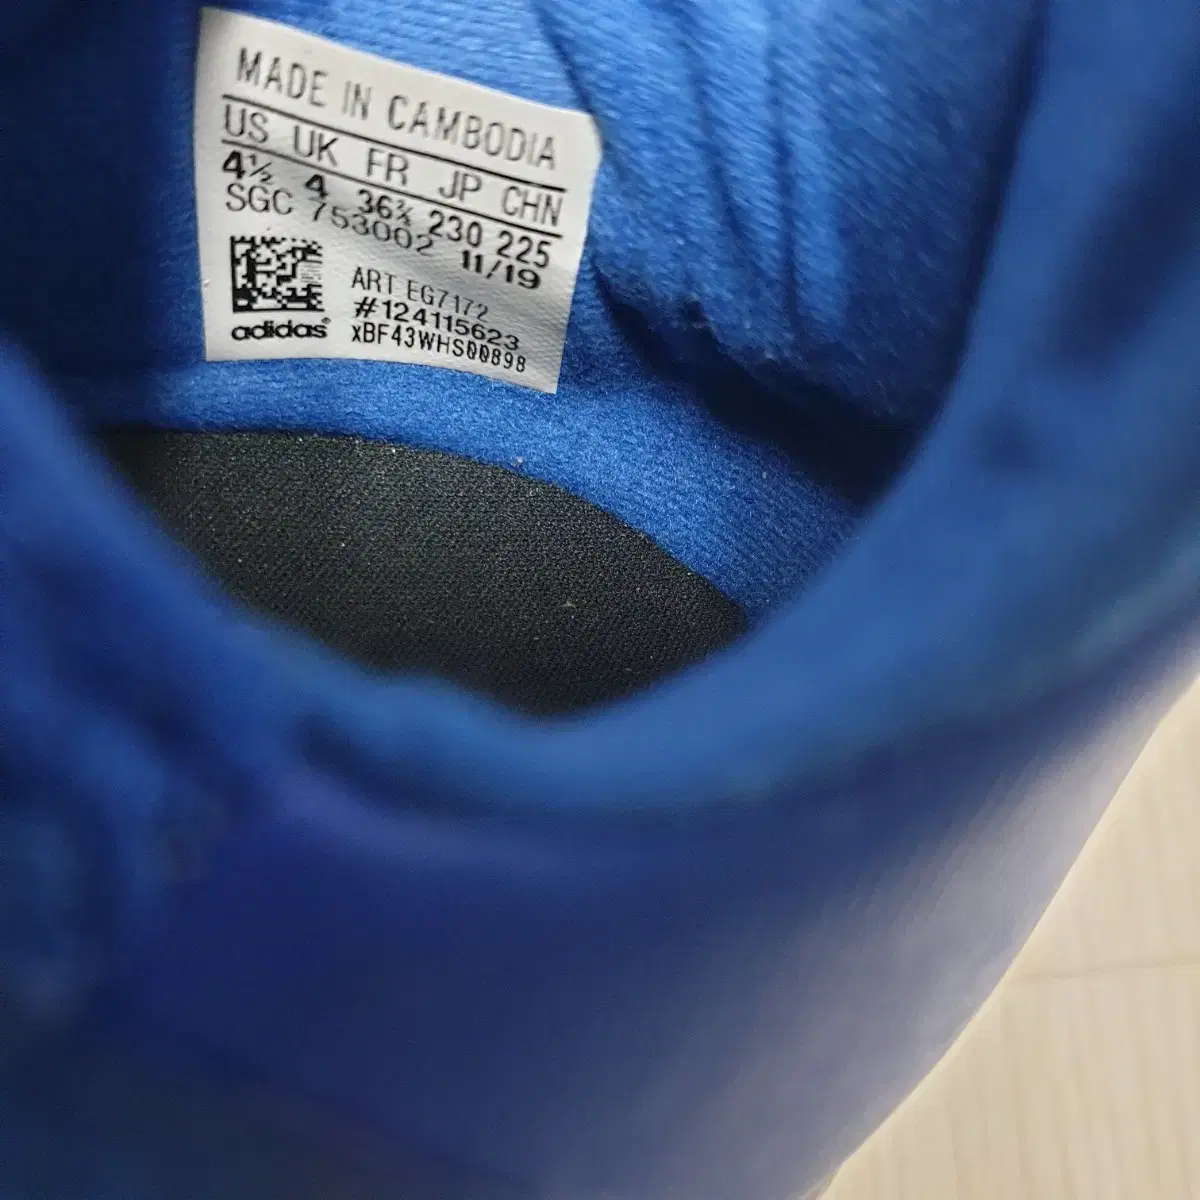 MADE IN CAMBODIA
US UK FR JP CHN
4½ 4 36⅔ 230 225
SGC 753002 11/19
ART EG7172
#124115623
xBF43WHS00898
adidas®